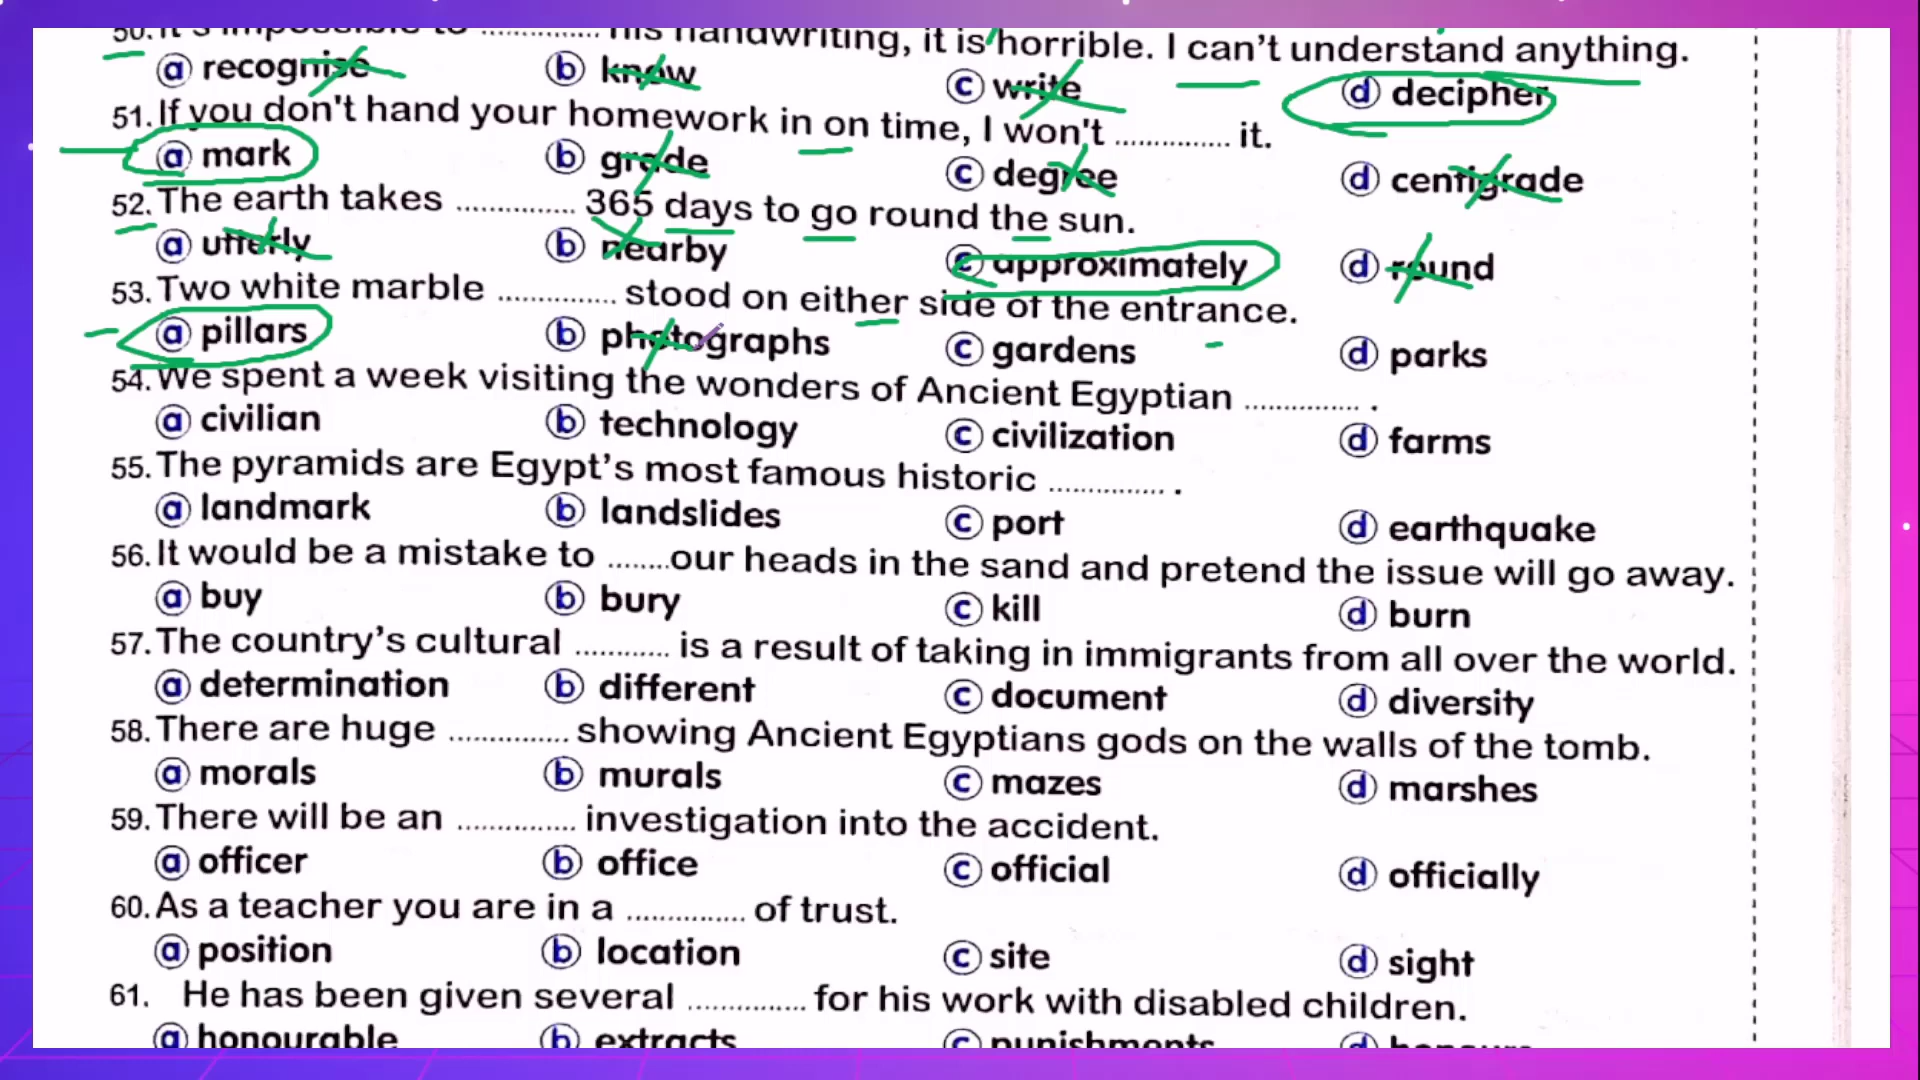 50. It's impossible to .............. his handwriting, it is horrible. I can't understand anything.
ⓐ recognise ⓑ know ⓒ write ⓓ decipher
51. If you don't hand your homework in on time, I won't .............. it.
ⓐ mark ⓑ grade ⓒ degree ⓓ centigrade
52. The earth takes .............. 365 days to go round the sun.
ⓐ utterly ⓑ nearby ⓒ approximately ⓓ round
53. Two white marble .............. stood on either side of the entrance.
ⓐ pillars ⓑ photographs ⓒ gardens ⓓ parks
54. We spent a week visiting the wonders of Ancient Egyptian .............. .
ⓐ civilian ⓑ technology ⓒ civilization ⓓ farms
55. The pyramids are Egypt's most famous historic .............. .
ⓐ landmark ⓑ landslides ⓒ port ⓓ earthquake
56. It would be a mistake to ........ our heads in the sand and pretend the issue will go away.
ⓐ buy ⓑ bury ⓒ kill ⓓ burn
57. The country's cultural ............ is a result of taking in immigrants from all over the world.
ⓐ determination ⓑ different ⓒ document ⓓ diversity
58. There are huge .............. showing Ancient Egyptians gods on the walls of the tomb.
ⓐ morals ⓑ murals ⓒ mazes ⓓ marshes
59. There will be an .............. investigation into the accident.
ⓐ officer ⓑ office ⓒ official ⓓ officially
60. As a teacher you are in a .............. of trust.
ⓐ position ⓑ location ⓒ site ⓓ sight
61. He has been given several .............. for his work with disabled children.
ⓐ honourable ⓑ extracts ⓒ punishments ⓓ honours